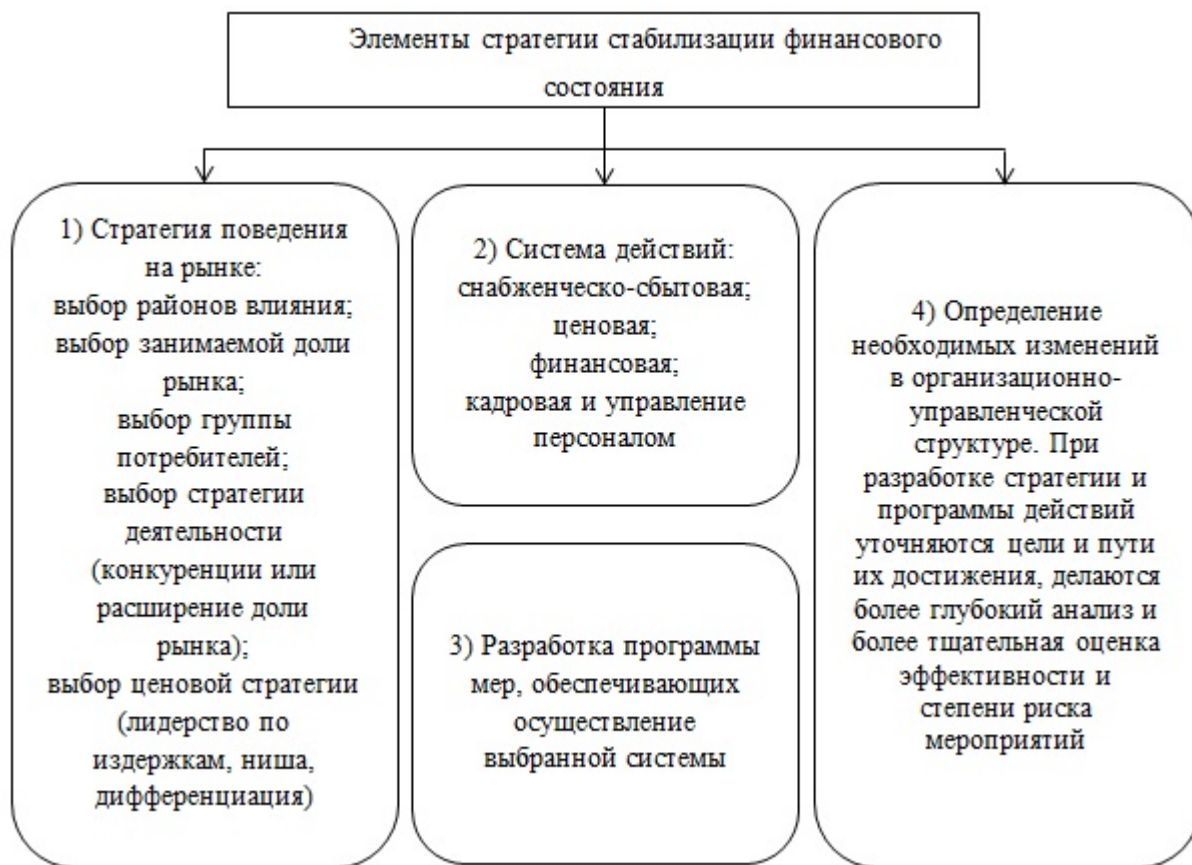 Элементы стратегии стабилизации финансового
состояния
1) Стратегия поведения
на рынке:
выбор районов влияния;
выбор занимаемой доли
рынка;
выбор группы
потребителей;
выбор стратегии
деятельности
(конкуренции или
расширение доли
рынка);
выбор ценовой стратегии
(лидерство по
издержкам, ниша,
дифференциация)
2) Система действий:
снабженческо-сбытовая;
ценовая;
финансовая;
кадровая и управление
персоналом
3) Разработка программы
мер, обеспечивающих
осуществление
выбранной системы
4) Определение
необходимых изменений
в организационно-
управленческой
структуре. При
разработке стратегии и
программы действий
уточняются цели и пути
их достижения, делаются
более глубокий анализ и
более тщательная оценка
эффективности и
степени риска
мероприятий